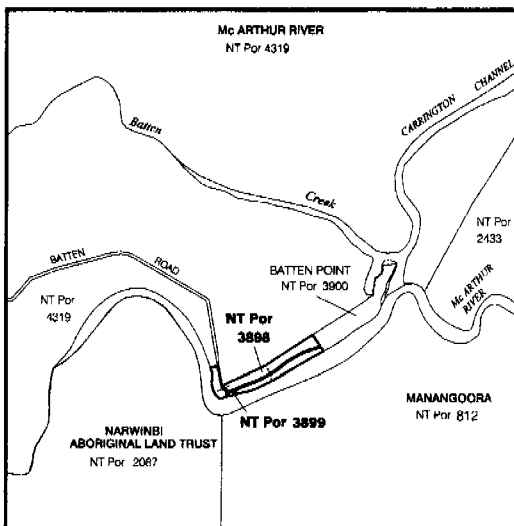 Mc ARTHUR RIVER
NT Por 4319
Batten
Creek
CARRINGTON CHANNEL
NT Por
2433
BATTEN ROAD
BATTEN POINT
NT Por 3900
Mc ARTHUR
RIVER
NT Por
4319
NT Por
3898
NT Por 3899
MANANGOORA
NT Por 812
NARWINBI
ABORIGINAL LAND TRUST
NT Por 2087